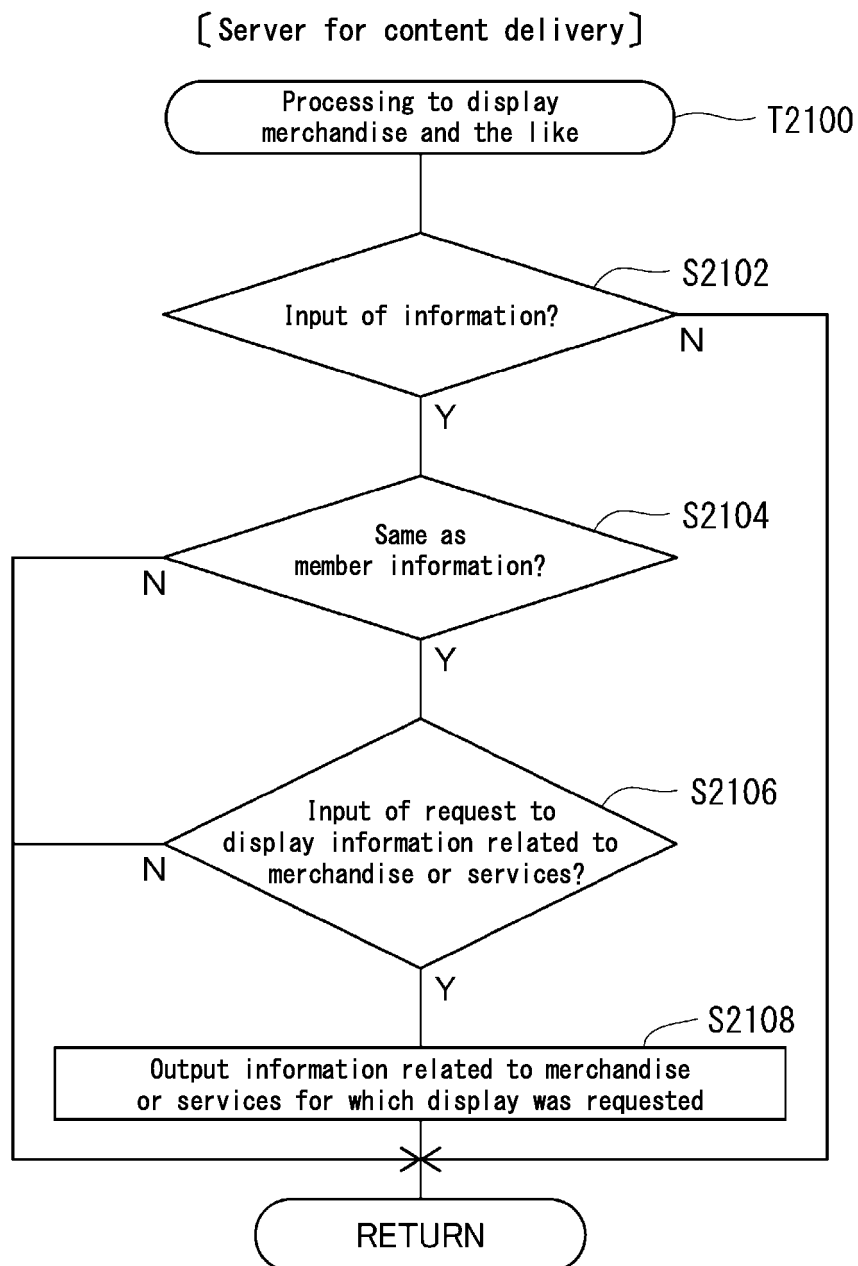 [Server for content delivery]
Processing to display
merchandise and the like
T2100
S2102
Input of information?
N
Y
S2104
Same as
member information?
N
Y
S2106
Input of request to
display information related to
merchandise or services?
N
Y
S2108
Output information related to merchandise
or services for which display was requested
RETURN